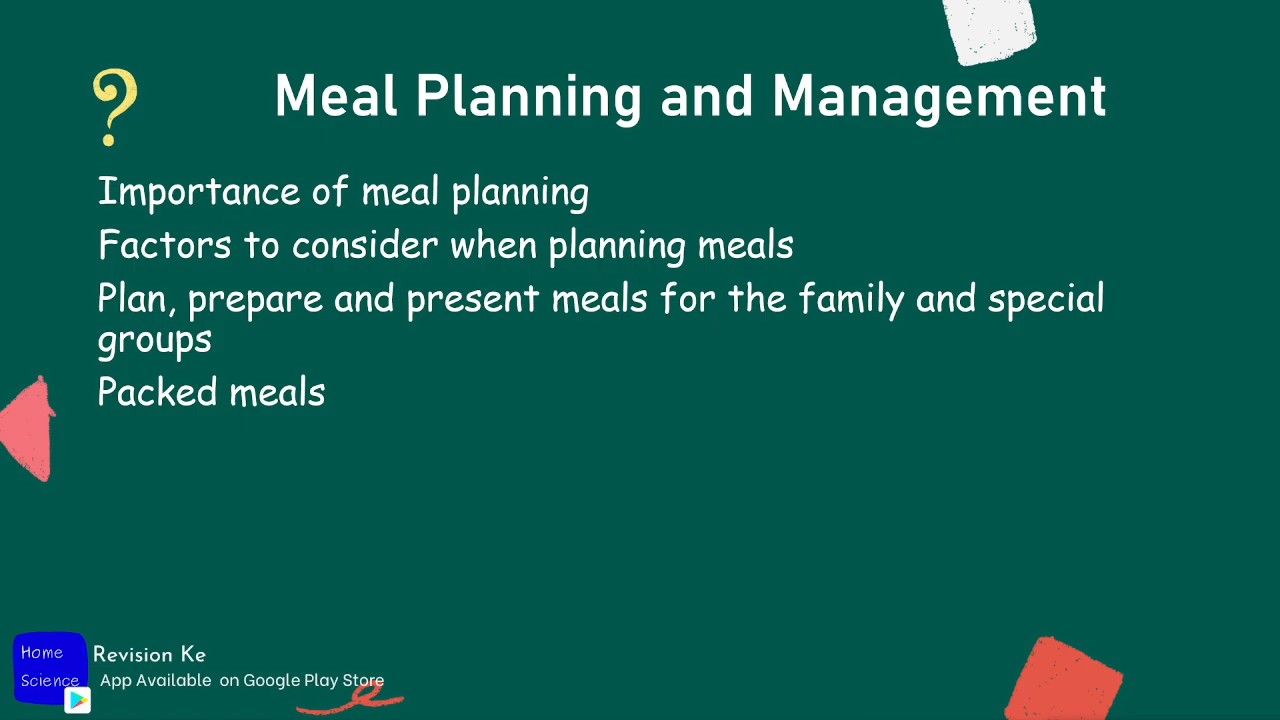 ?
Meal Planning and Management
Importance of meal planning
Factors to consider when planning meals
Plan, prepare and present meals for the family and special
groups
Packed meals
Home
Science
Revision Ke
App Available on Google Play Store